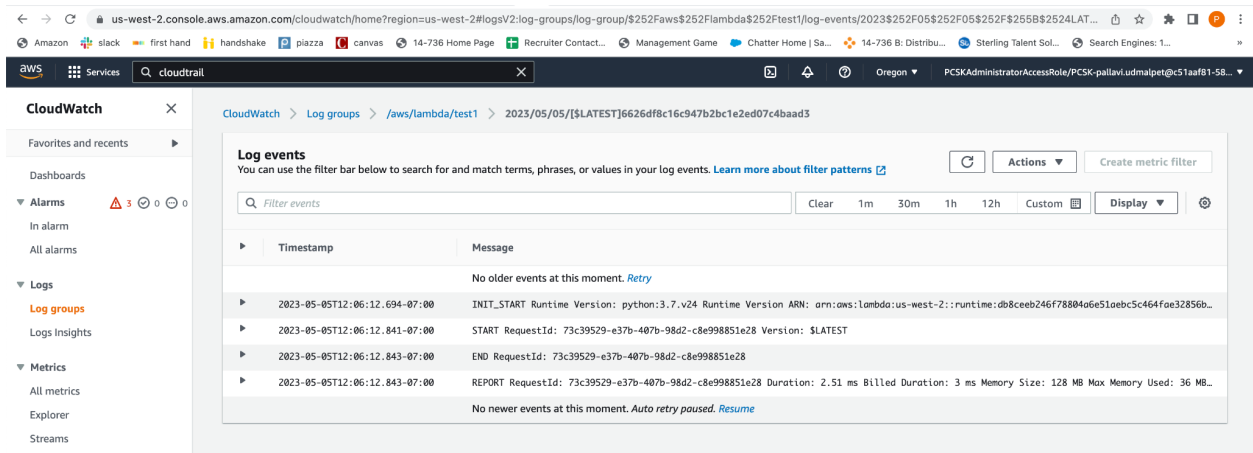 us-west-2.console.aws.amazon.com/cloudwatch/home?region=us-west-2#logsV2:log-groups/log-group/$252Faws$252Flambda$252Ftest1/log-events/2023$252F05$252F05$252F$255B$2524LAT...
Amazon slack first hand handshake piazza canvas 14-736 Home Page Recruiter Contact... Management Game Chatter Home | Sa... 14-736 B: Distribu... Sterling Talent Sol... Search Engines: 1... »
aws Services cloudtrail Oregon ▼ PCSKAdministratorAccessRole/PCSK-pallavi.udmalpet@c51aaf81-58... ▼
CloudWatch
Favorites and recents
Dashboards
Alarms 3 0 0
In alarm
All alarms
Logs
Log groups
Logs Insights
Metrics
All metrics
Explorer
Streams
CloudWatch > Log groups > /aws/lambda/test1 > 2023/05/05/[$LATEST]6626df8c16c947b2bc1e2ed07c4baad3
Log events
You can use the filter bar below to search for and match terms, phrases, or values in your log events. Learn more about filter patterns
Actions ▼ Create metric filter
Filter events Clear 1m 30m 1h 12h Custom Display ▼
Timestamp Message
No older events at this moment. Retry
2023-05-05T12:06:12.694-07:00 INIT_START Runtime Version: python:3.7.v24 Runtime Version ARN: arn:aws:lambda:us-west-2::runtime:db8ceeb246f78804a6e51aebc5c464fae32856b...
2023-05-05T12:06:12.841-07:00 START RequestId: 73c39529-e37b-407b-98d2-c8e998851e28 Version: $LATEST
2023-05-05T12:06:12.843-07:00 END RequestId: 73c39529-e37b-407b-98d2-c8e998851e28
2023-05-05T12:06:12.843-07:00 REPORT RequestId: 73c39529-e37b-407b-98d2-c8e998851e28 Duration: 2.51 ms Billed Duration: 3 ms Memory Size: 128 MB Max Memory Used: 36 MB...
No newer events at this moment. Auto retry paused. Resume